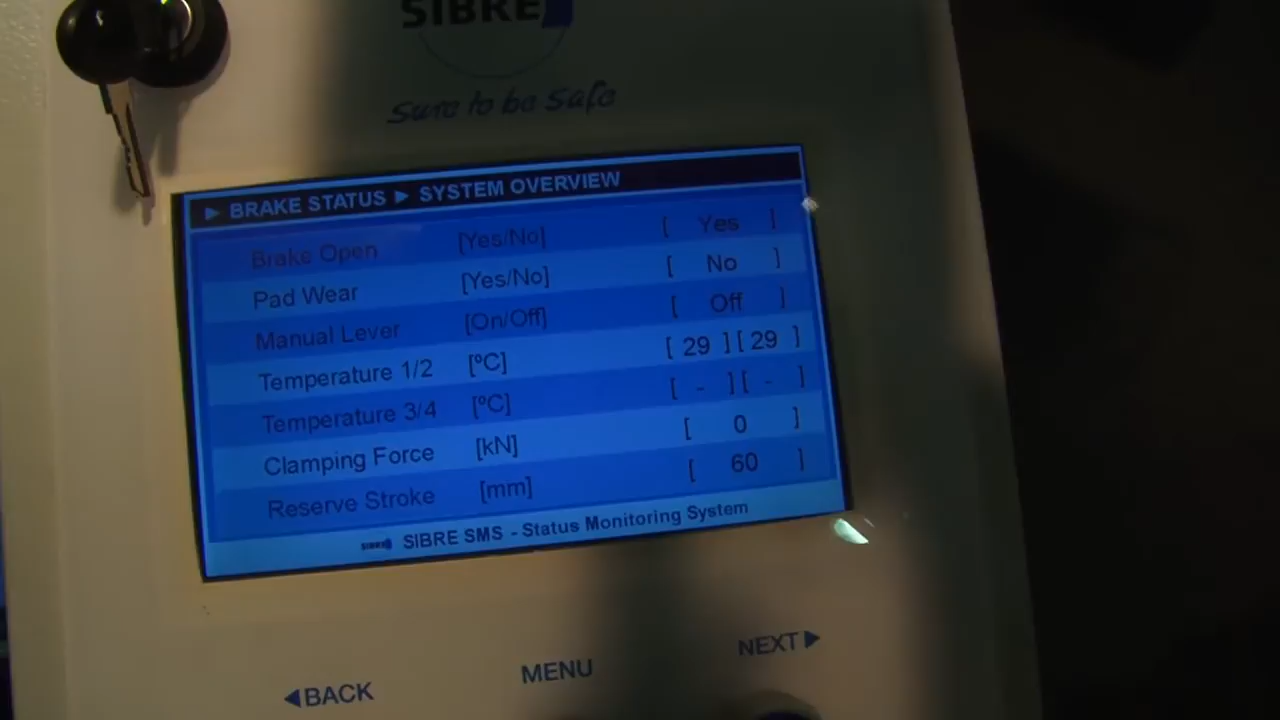 SIBRE
Sure to be safe
▶ BRAKE STATUS ▶ SYSTEM OVERVIEW
Brake Open [Yes/No] [ Yes ]
Pad Wear [Yes/No] [ No ]
Manual Lever [On/Off] [ Off ]
Temperature 1/2 [ºC] [ 29 ][ 29 ]
Temperature 3/4 [ºC] [ - ][ - ]
Clamping Force [kN] [ 0 ]
Reserve Stroke [mm] [ 60 ]
SIBRE SIBRE SMS - Status Monitoring System
◀BACK MENU NEXT▶